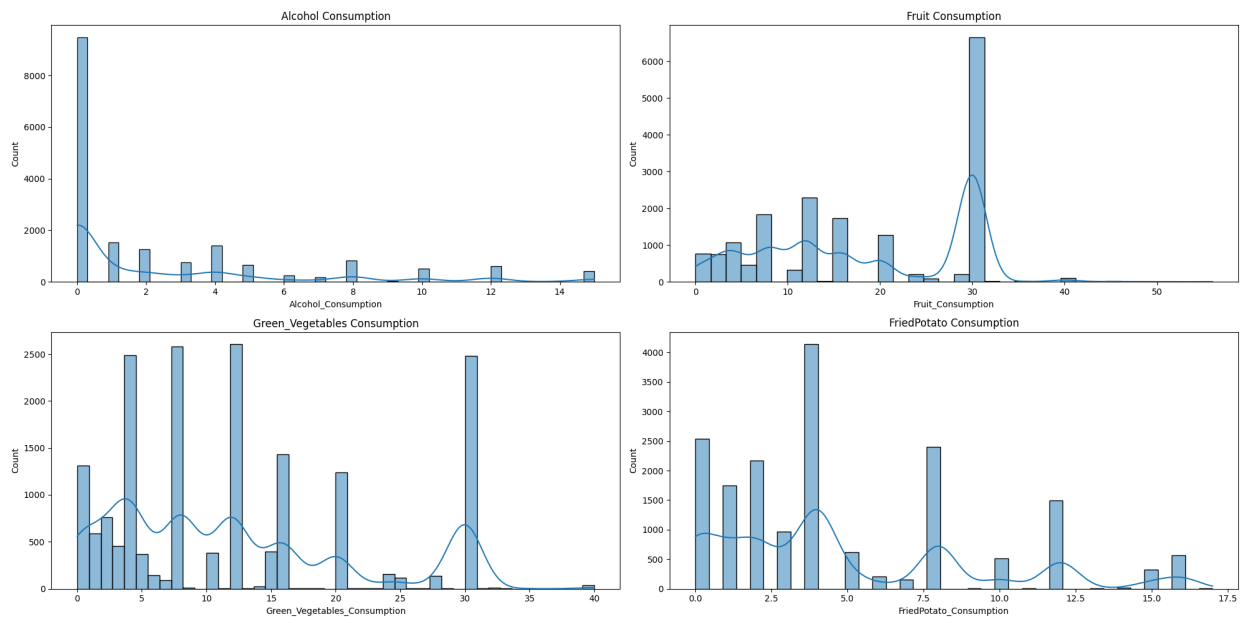 Alcohol Consumption
8000
6000
4000
2000
0
Count
0 2 4 6 8 10 12 14
Alcohol_Consumption
Fruit Consumption
6000
5000
4000
3000
2000
1000
0
Count
0 10 20 30 40 50
Fruit_Consumption
Green_Vegetables Consumption
2500
2000
1500
1000
500
0
Count
0 5 10 15 20 25 30 35 40
Green_Vegetables_Consumption
FriedPotato Consumption
4000
3500
3000
2500
2000
1500
1000
500
0
Count
0.0 2.5 5.0 7.5 10.0 12.5 15.0 17.5
FriedPotato_Consumption